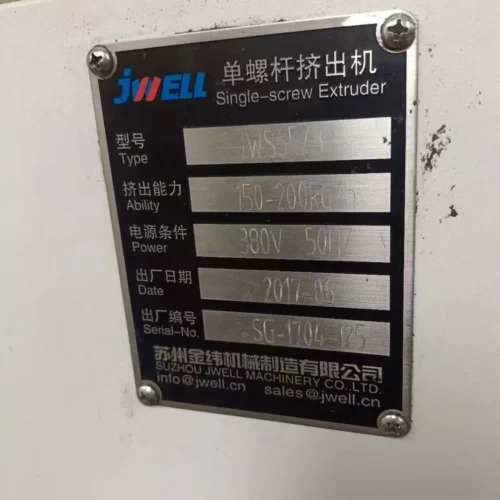 JWELL 单螺杆挤出机
Single-screw Extruder
型号
Type
挤出能力 150-200KG/h
Ability
电源条件 380V 50HZ
Power
出厂日期 2017-06
Date
出厂编号 SG-1704-125
Serial-No.
苏州金纬机械制造有限公司
SUZHOU JWELL MACHINERY CO.,LTD.
info@jwell.cn sales@jwell.cn